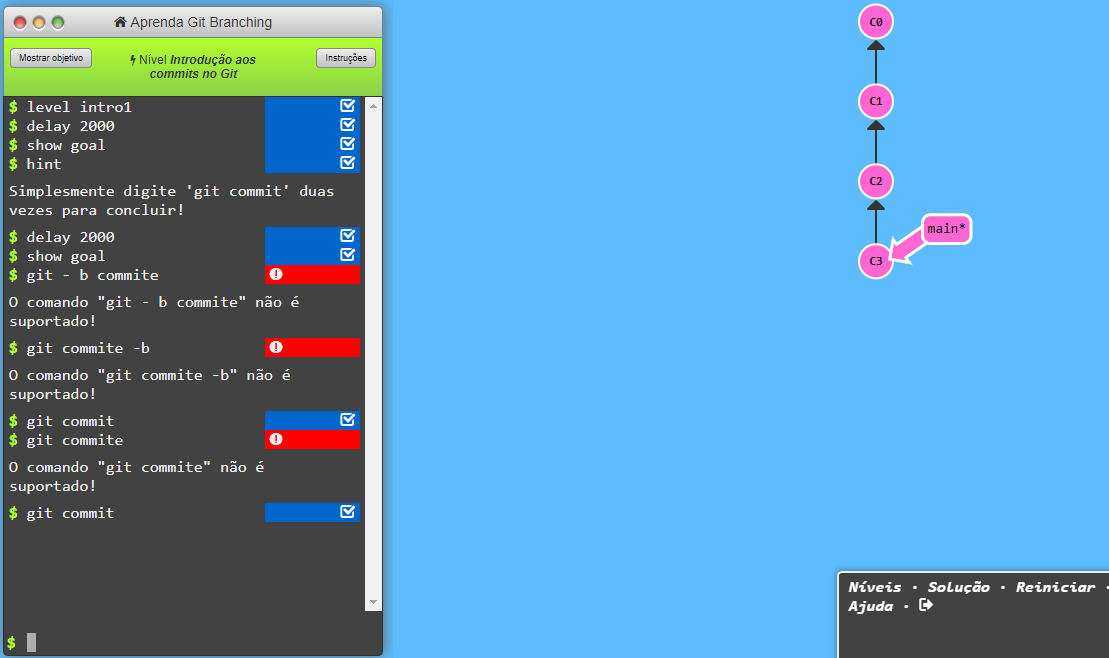 Aprenda Git Branching
Mostrar objetivo
Nível Introdução aos
commits no Git
Instruções
$ level intro1
$ delay 2000
$ show goal
$ hint
Simplesmente digite 'git commit' duas
vezes para concluir!
$ delay 2000
$ show goal
$ git - b commite
O comando "git - b commite" não é
suportado!
$ git commite -b
O comando "git commite -b" não é
suportado!
$ git commit
$ git commite
O comando "git commite" não é
suportado!
$ git commit
$
C0
C1
C2
main*
C3
Níveis · Solução · Reiniciar ·
Ajuda ·